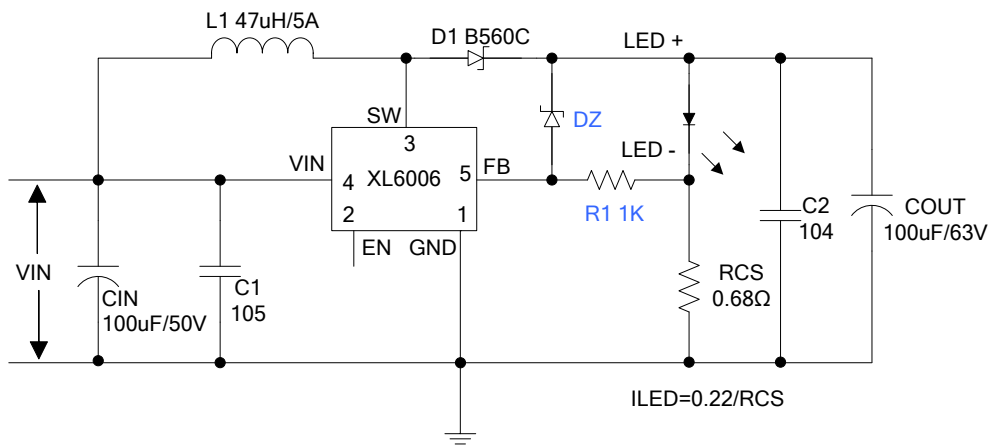 L1 47uH/5A
D1 B560C
LED +
SW
3
DZ
LED -
VIN
4
XL6006
5
FB
R1 1K
2
1
EN
GND
VIN
CIN
100uF/50V
C1
105
RCS
0.68Ω
C2
104
COUT
100uF/63V
ILED=0.22/RCS